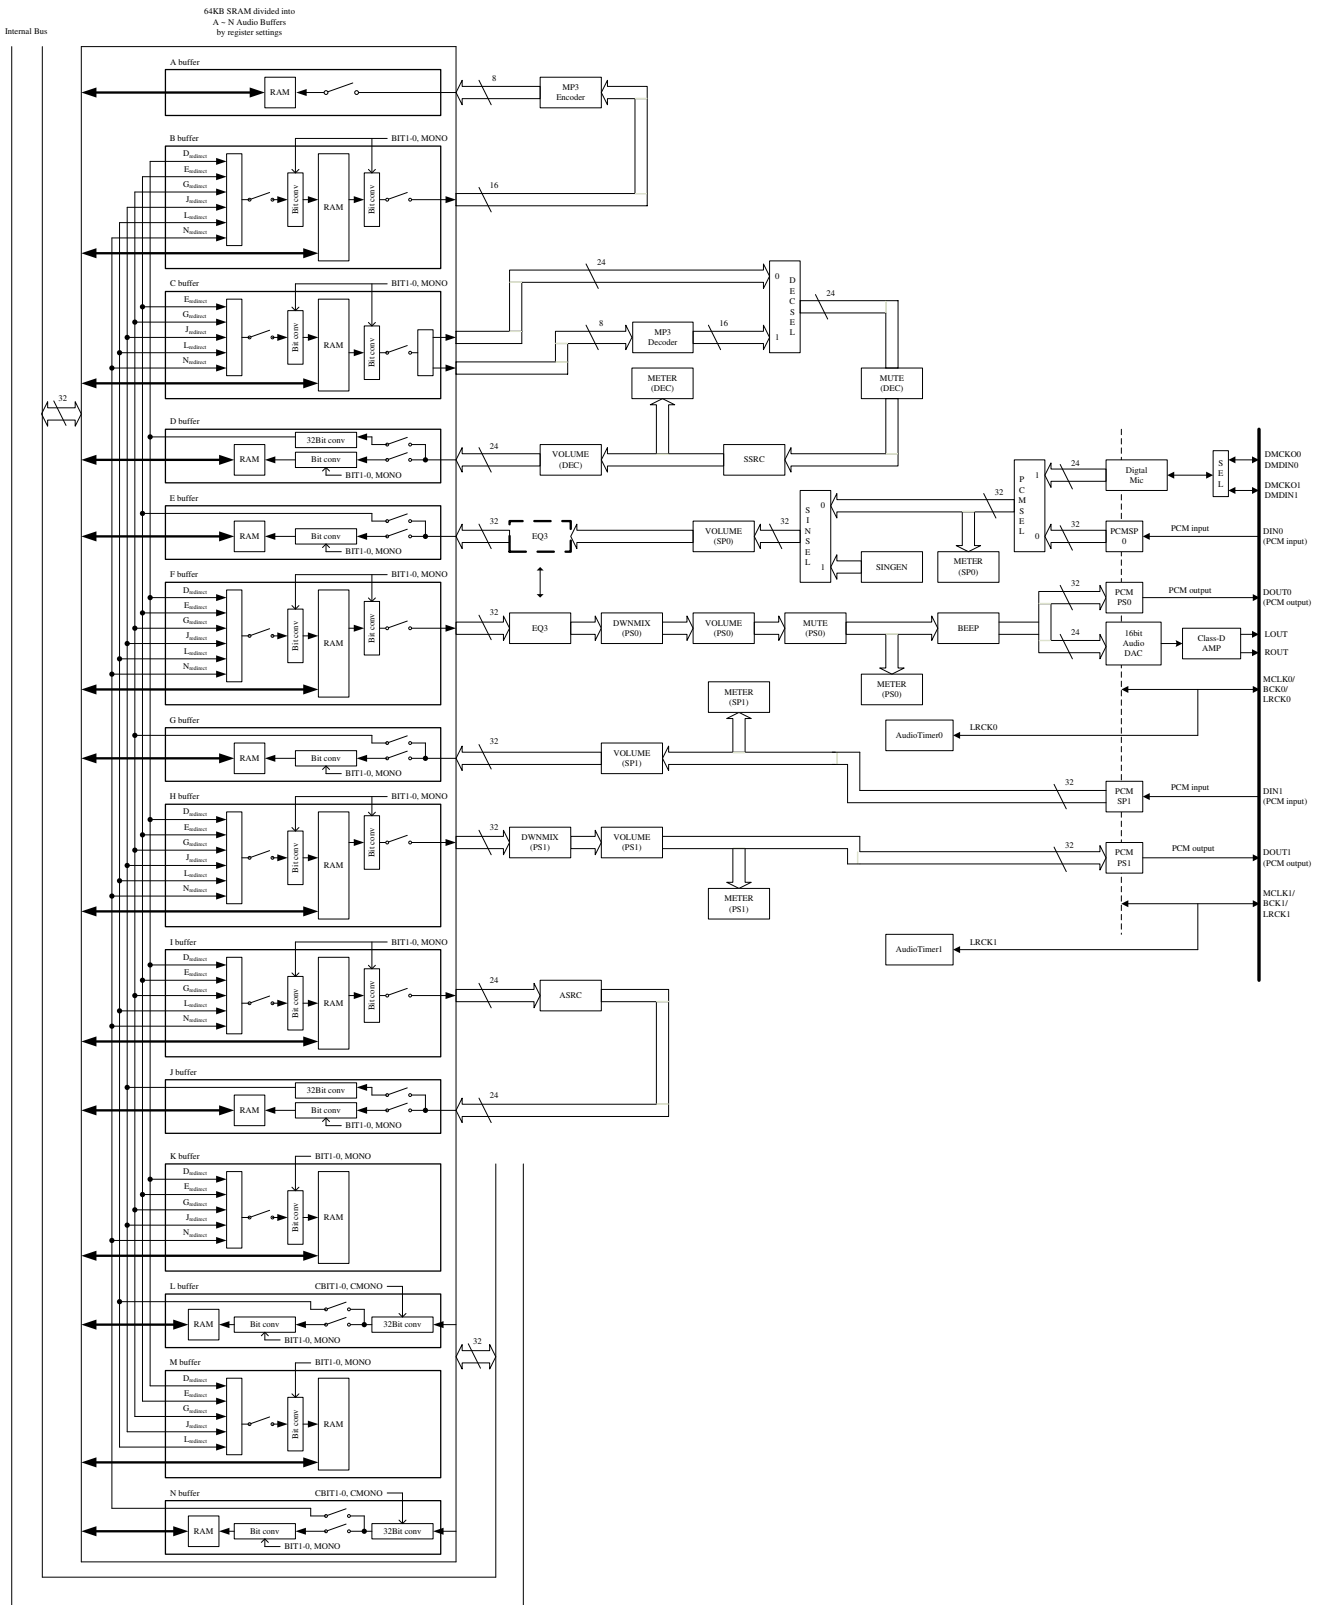 64KB SRAM divided into
A ~ N Audio Buffers
by register settings
Internal Bus
32
A buffer
RAM
8
MP3
Encoder
B buffer
BIT1-0, MONO
Dredirect
Eredirect
Gredirect
Jredirect
Lredirect
Nredirect
Bit conv
RAM
Bit conv
16
C buffer
BIT1-0, MONO
Eredirect
Gredirect
Jredirect
Lredirect
Nredirect
Bit conv
RAM
Bit conv
24
8
MP3
Decoder
16
0
1
DECSEL
24
METER
(DEC)
MUTE
(DEC)
D buffer
32Bit conv
RAM
Bit conv
BIT1-0, MONO
24
VOLUME
(DEC)
SSRC
E buffer
RAM
Bit conv
BIT1-0, MONO
32
EQ3
VOLUME
(SP0)
32
SINSEL
0
1
SINGEN
32
METER
(SP0)
PCMSEL
1
0
24
Digtal
Mic
SEL
DMCKO0
DMDIN0
DMCKO1
DMDIN1
32
PCMSP
0
PCM input
DIN0
(PCM input)
F buffer
BIT1-0, MONO
Dredirect
Eredirect
Gredirect
Jredirect
Lredirect
Nredirect
Bit conv
RAM
Bit conv
32
EQ3
DWNMIX
(PS0)
VOLUME
(PS0)
MUTE
(PS0)
METER
(PS0)
BEEP
32
PCM
PS0
PCM output
DOUT0
(PCM output)
24
16bit
Audio
DAC
Class-D
AMP
LOUT
ROUT
MCLK0/
BCK0/
LRCK0
AudioTimer0
LRCK0
G buffer
RAM
Bit conv
BIT1-0, MONO
32
VOLUME
(SP1)
METER
(SP1)
32
PCM
SP1
PCM input
DIN1
(PCM input)
H buffer
BIT1-0, MONO
Dredirect
Eredirect
Gredirect
Jredirect
Lredirect
Nredirect
Bit conv
RAM
Bit conv
32
DWNMIX
(PS1)
VOLUME
(PS1)
METER
(PS1)
32
PCM
PS1
PCM output
DOUT1
(PCM output)
MCLK1/
BCK1/
LRCK1
AudioTimer1
LRCK1
I buffer
BIT1-0, MONO
Dredirect
Eredirect
Gredirect
Lredirect
Nredirect
Bit conv
RAM
Bit conv
24
ASRC
J buffer
32Bit conv
RAM
Bit conv
BIT1-0, MONO
24
K buffer
BIT1-0, MONO
Dredirect
Eredirect
Gredirect
Jredirect
Nredirect
Bit conv
RAM
L buffer
CBIT1-0, CMONO
RAM
Bit conv
32Bit conv
BIT1-0, MONO
32
M buffer
BIT1-0, MONO
Dredirect
Eredirect
Gredirect
Jredirect
Lredirect
Bit conv
RAM
N buffer
CBIT1-0, CMONO
RAM
Bit conv
32Bit conv
BIT1-0, MONO